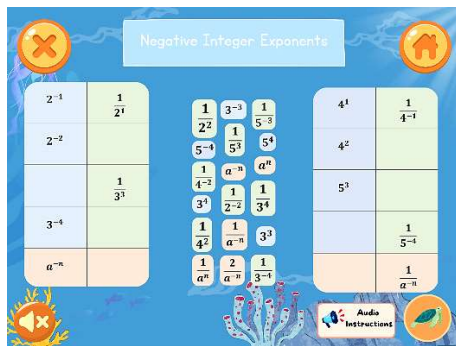 Negative Integer Exponents
2⁻¹ 1/2¹
2⁻²
1/3³
3⁻⁴
a⁻ⁿ
1/2² 3⁻³ 1/5⁻³
5⁻⁴ 1/5³ 5⁴
1/4⁻² a⁻ⁿ aⁿ
3⁴ 1/2⁻² 1/3⁴
1/4² 1/a⁻ⁿ 3³
1/aⁿ 2/a⁻ⁿ 1/3⁻⁴
4¹ 1/4⁻¹
4²
5³
1/5⁻⁴
1/a⁻ⁿ
Audio
Instructions